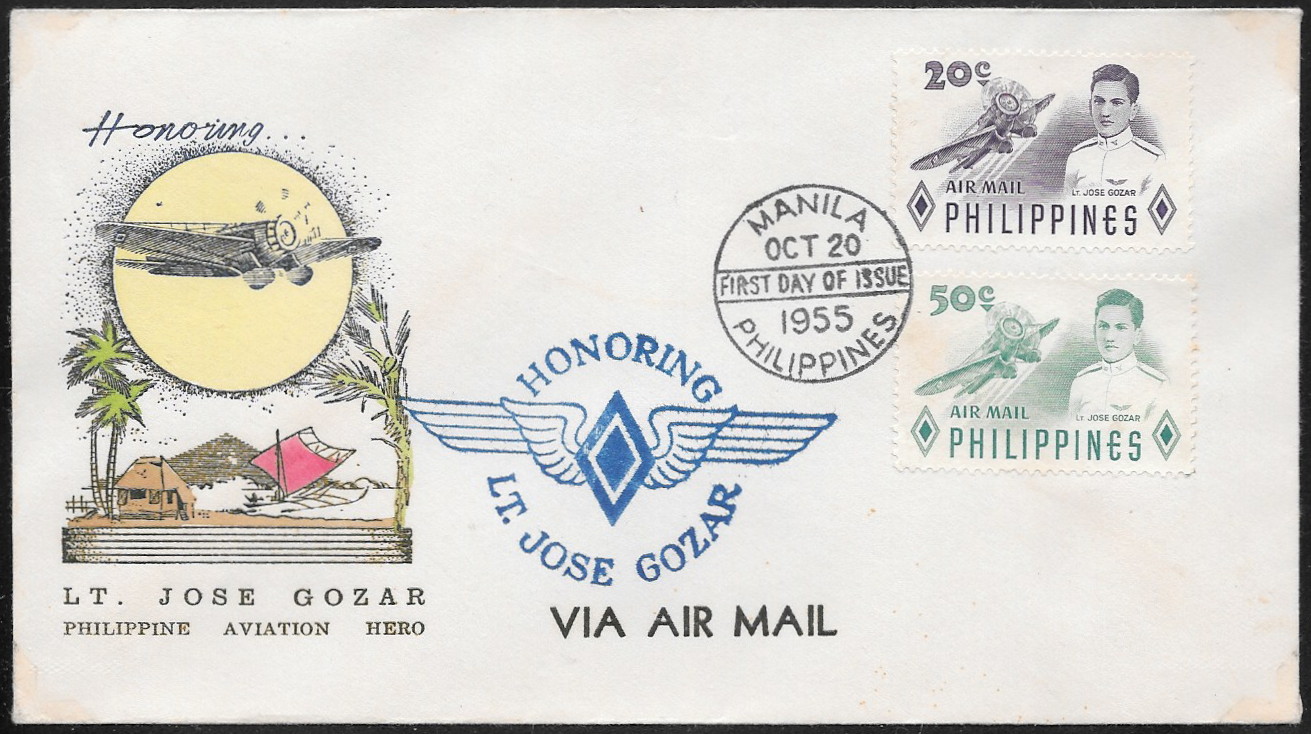 Honoring...
LT. JOSE GOZAR
PHILIPPINE AVIATION HERO
HONORING
LT. JOSE GOZAR
VIA AIR MAIL
MANILA
OCT 20
FIRST DAY OF ISSUE
1955
PHILIPPINES
20c
AIR MAIL
LT. JOSE GOZAR
PHILIPPINES
50c
AIR MAIL
LT. JOSE GOZAR
PHILIPPINES